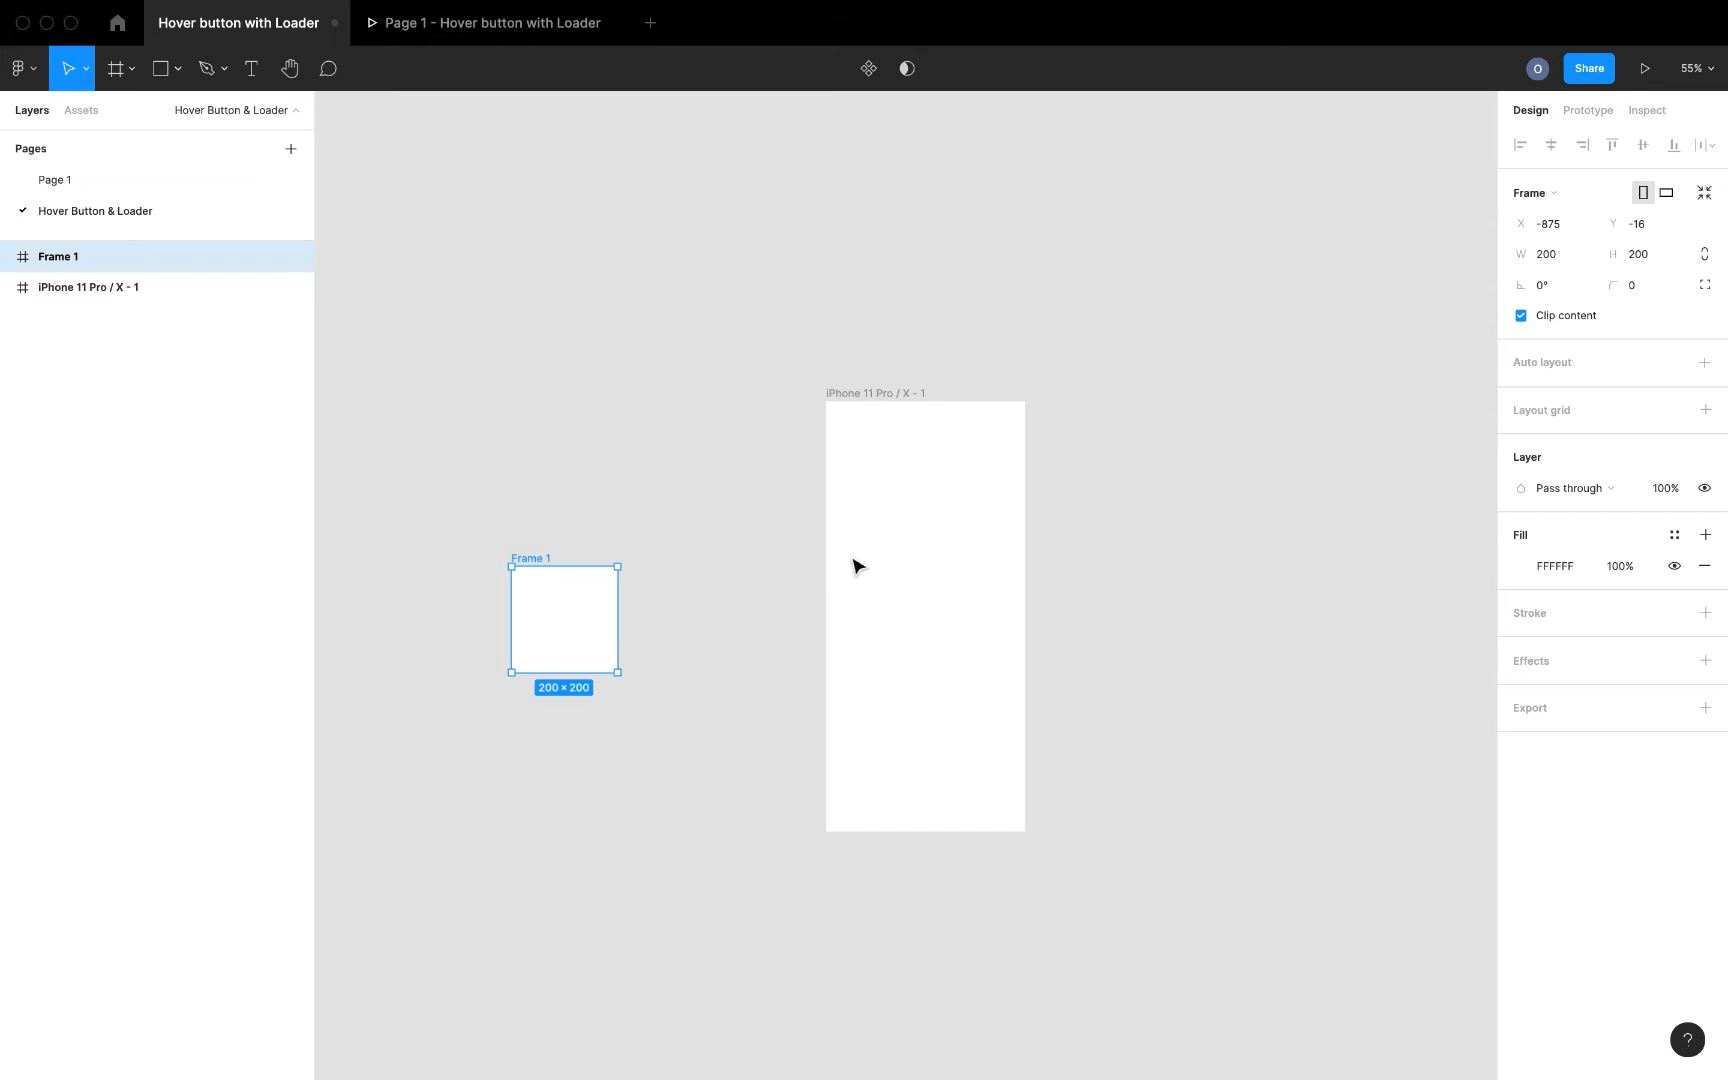 Hover button with Loader
Page 1 - Hover button with Loader
O
Share
55%
Layers
Assets
Hover Button & Loader
Pages
Page 1
Hover Button & Loader
Frame 1
iPhone 11 Pro / X - 1
iPhone 11 Pro / X - 1
Frame 1
200 × 200
Design
Prototype
Inspect
Frame
X -875
Y -16
W 200
H 200
0°
0
Clip content
Auto layout
Layout grid
Layer
Pass through
100%
Fill
FFFFFF
100%
Stroke
Effects
Export
?